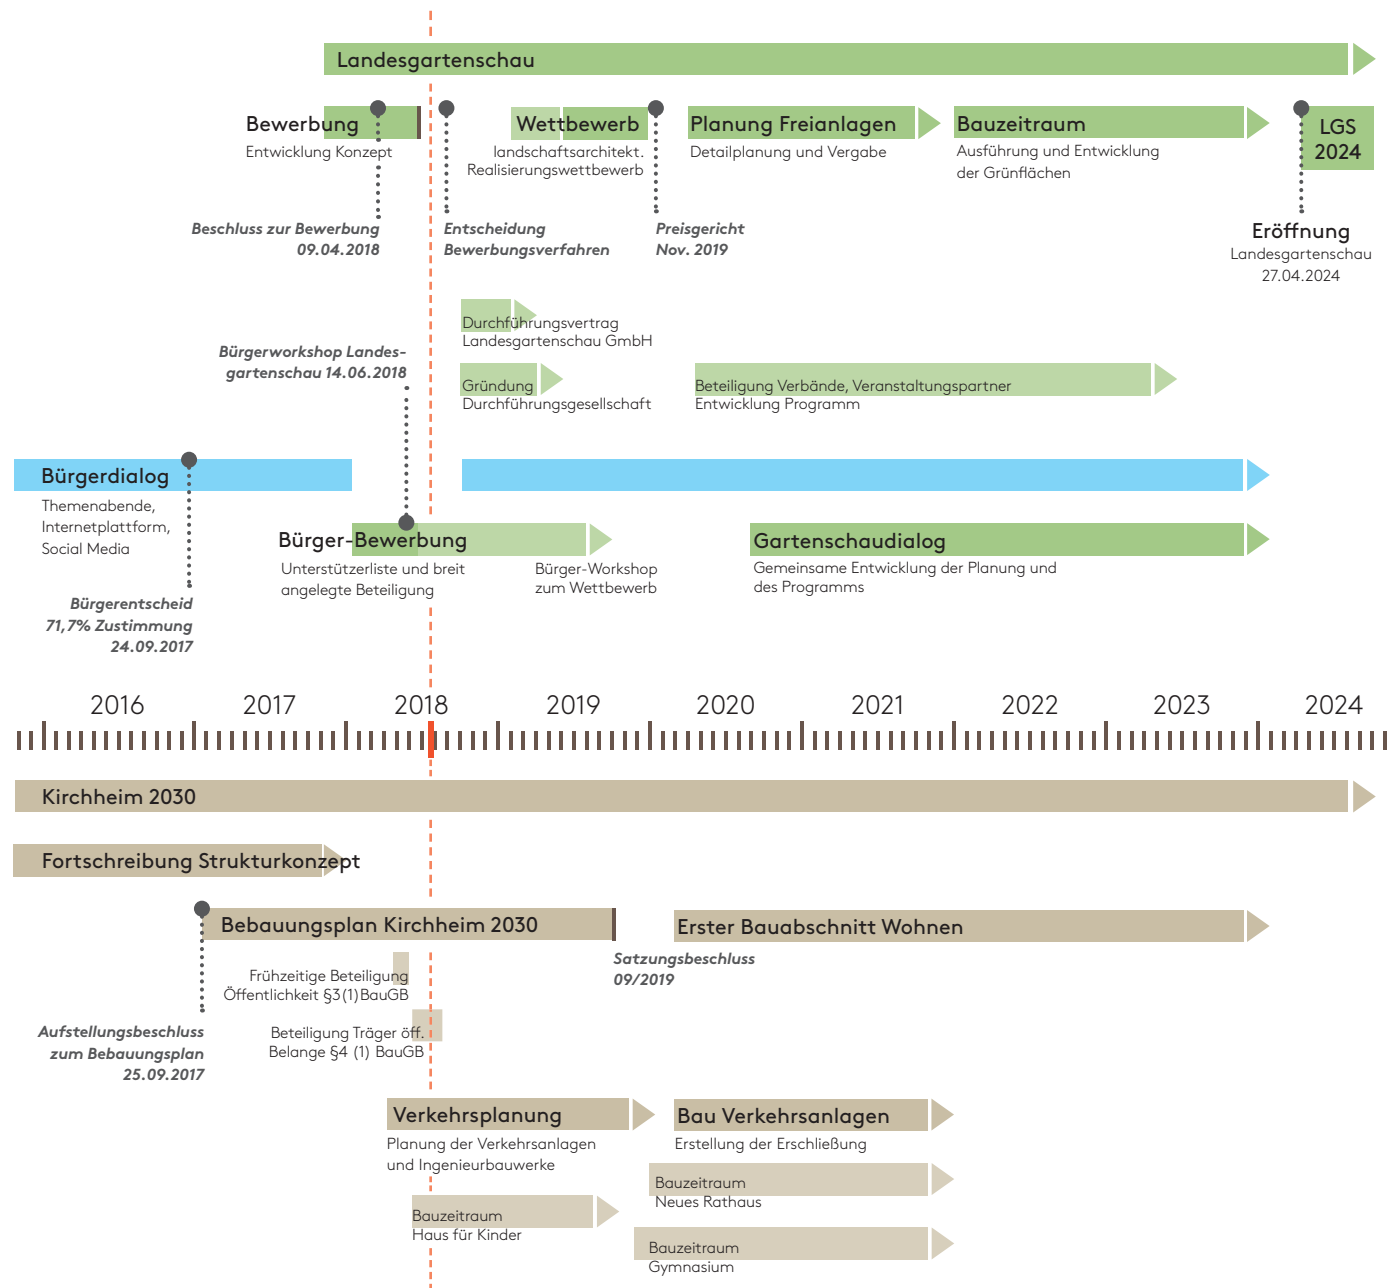 Landesgartenschau
Bewerbung
Entwicklung Konzept
Wettbewerb
landschaftsarchitekt.
Realisierungswettbewerb
Planung Freianlagen
Detailplanung und Vergabe
Bauzeitraum
Ausführung und Entwicklung
der Grünflächen
LGS
2024
Beschluss zur Bewerbung
09.04.2018
Entscheidung
Bewerbungsverfahren
Preisgericht
Nov. 2019
Eröffnung
Landesgartenschau
27.04.2024
Durchführungsvertrag
Landesgartenschau GmbH
Bürgerworkshop Landes-
gartenschau 14.06.2018
Gründung
Durchführungsgesellschaft
Beteiligung Verbände, Veranstaltungspartner
Entwicklung Programm
Bürgerdialog
Themenabende,
Internetplattform,
Social Media
Bürger-Bewerbung
Unterstützerliste und breit
angelegte Beteiligung
Bürger-Workshop
zum Wettbewerb
Gartenschaudialog
Gemeinsame Entwicklung der Planung und
des Programms
Bürgerentscheid
71,7% Zustimmung
24.09.2017
2016 2017 2018 2019 2020 2021 2022 2023 2024
Kirchheim 2030
Fortschreibung Strukturkonzept
Bebauungsplan Kirchheim 2030
Erster Bauabschnitt Wohnen
Satzungsbeschluss
09/2019
Frühzeitige Beteiligung
Öffentlichkeit §3(1)BauGB
Aufstellungsbeschluss
zum Bebauungsplan
25.09.2017
Beteiligung Träger öff.
Belange §4 (1) BauGB
Verkehrsplanung
Planung der Verkehrsanlagen
und Ingenieurbauwerke
Bau Verkehrsanlagen
Erstellung der Erschließung
Bauzeitraum
Neues Rathaus
Bauzeitraum
Haus für Kinder
Bauzeitraum
Gymnasium